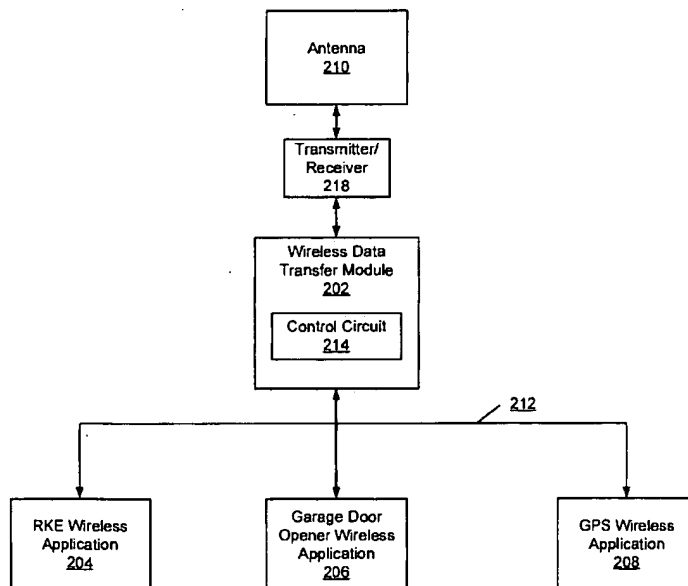 Antenna
210
Transmitter/
Receiver
218
Wireless Data
Transfer Module
202
Control Circuit
214
212
RKE Wireless
Application
204
Garage Door
Opener Wireless
Application
206
GPS Wireless
Application
208